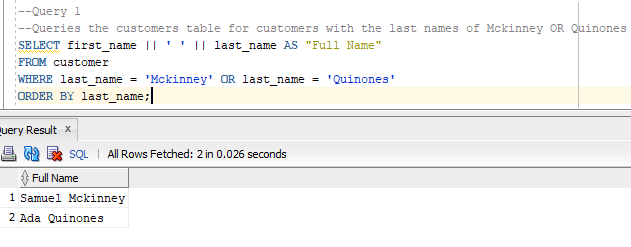 --Query 1
--Queries the customers table for customers with the last names of Mckinney OR Quinones
SELECT first_name || ' ' || last_name AS "Full Name"
FROM customer
WHERE last_name = 'Mckinney' OR last_name = 'Quinones'
ORDER BY last_name;
uery Result x
SQL | All Rows Fetched: 2 in 0.026 seconds
Full Name
1 Samuel Mckinney
2 Ada Quinones